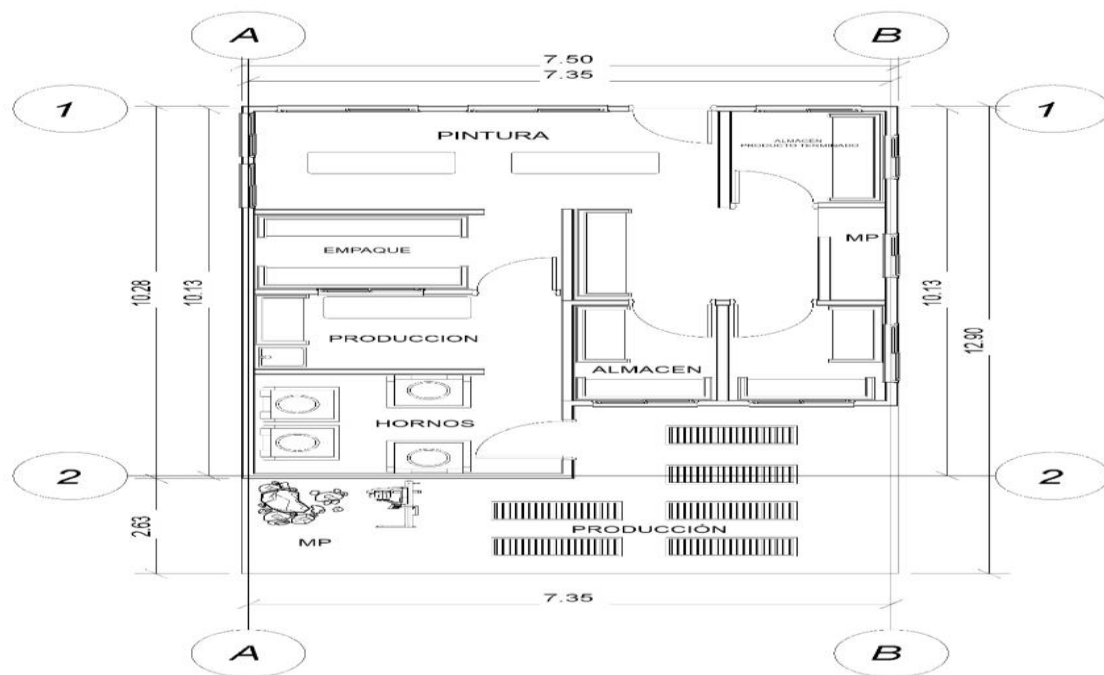 A
B
7.50
7.35
1
1
PINTURA
ALMACÉN
PRODUCTO TERMINADO
EMPAQUE
MP
10.28
10.13
10.13
12.90
PRODUCCION
ALMACEN
HORNOS
2
2
2.63
PRODUCCIÓN
MP
7.35
A
B